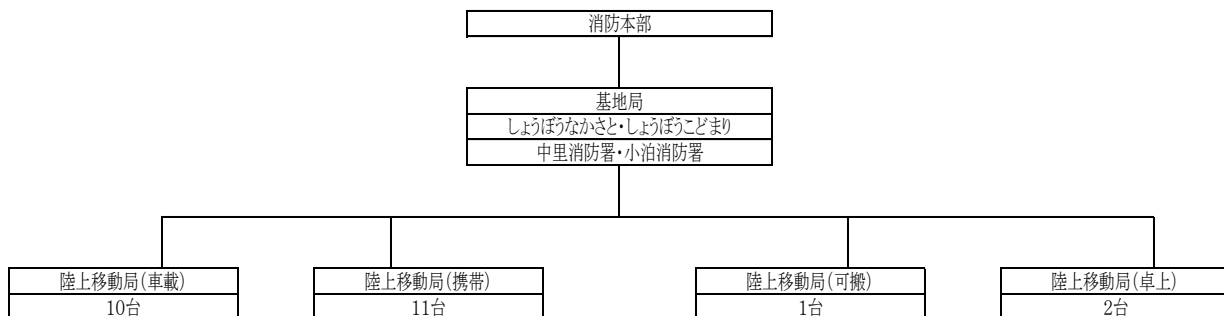 消防本部
基地局
しょうぼうなかさと・しょうぼうこどまり
中里消防署・小泊消防署
陸上移動局(車載)
10台
陸上移動局(携帯)
11台
陸上移動局(可搬)
1台
陸上移動局(卓上)
2台